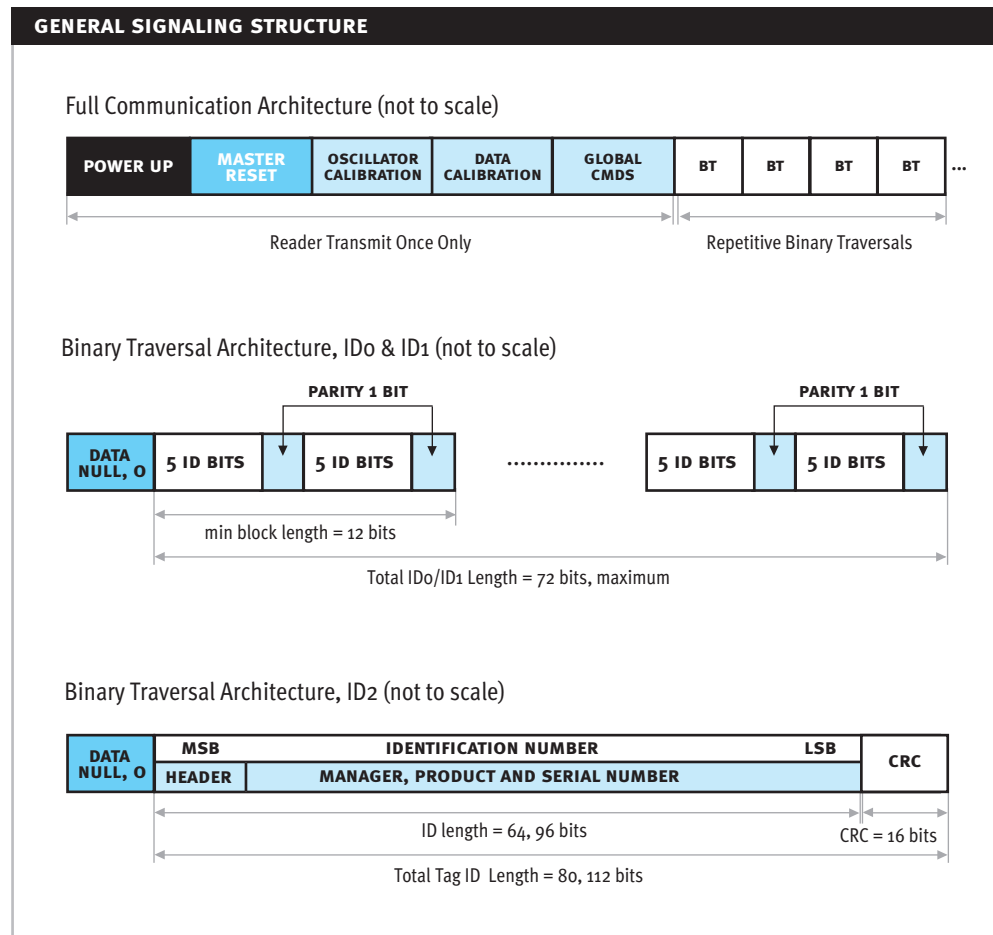 GENERAL SIGNALING STRUCTURE
Full Communication Architecture (not to scale)
POWER UP
MASTER
RESET
OSCILLATOR
CALIBRATION
DATA
CALIBRATION
GLOBAL
CMDS
BT
BT
BT
BT
...
Reader Transmit Once Only
Repetitive Binary Traversals
Binary Traversal Architecture, ID0 & ID1 (not to scale)
PARITY 1 BIT
PARITY 1 BIT
DATA
NULL, 0
5 ID BITS
5 ID BITS
...............
5 ID BITS
5 ID BITS
min block length = 12 bits
Total ID0/ID1 Length = 72 bits, maximum
Binary Traversal Architecture, ID2 (not to scale)
DATA
NULL, 0
MSB
IDENTIFICATION NUMBER
LSB
HEADER
MANAGER, PRODUCT AND SERIAL NUMBER
CRC
ID length = 64, 96 bits
CRC = 16 bits
Total Tag ID Length = 80, 112 bits